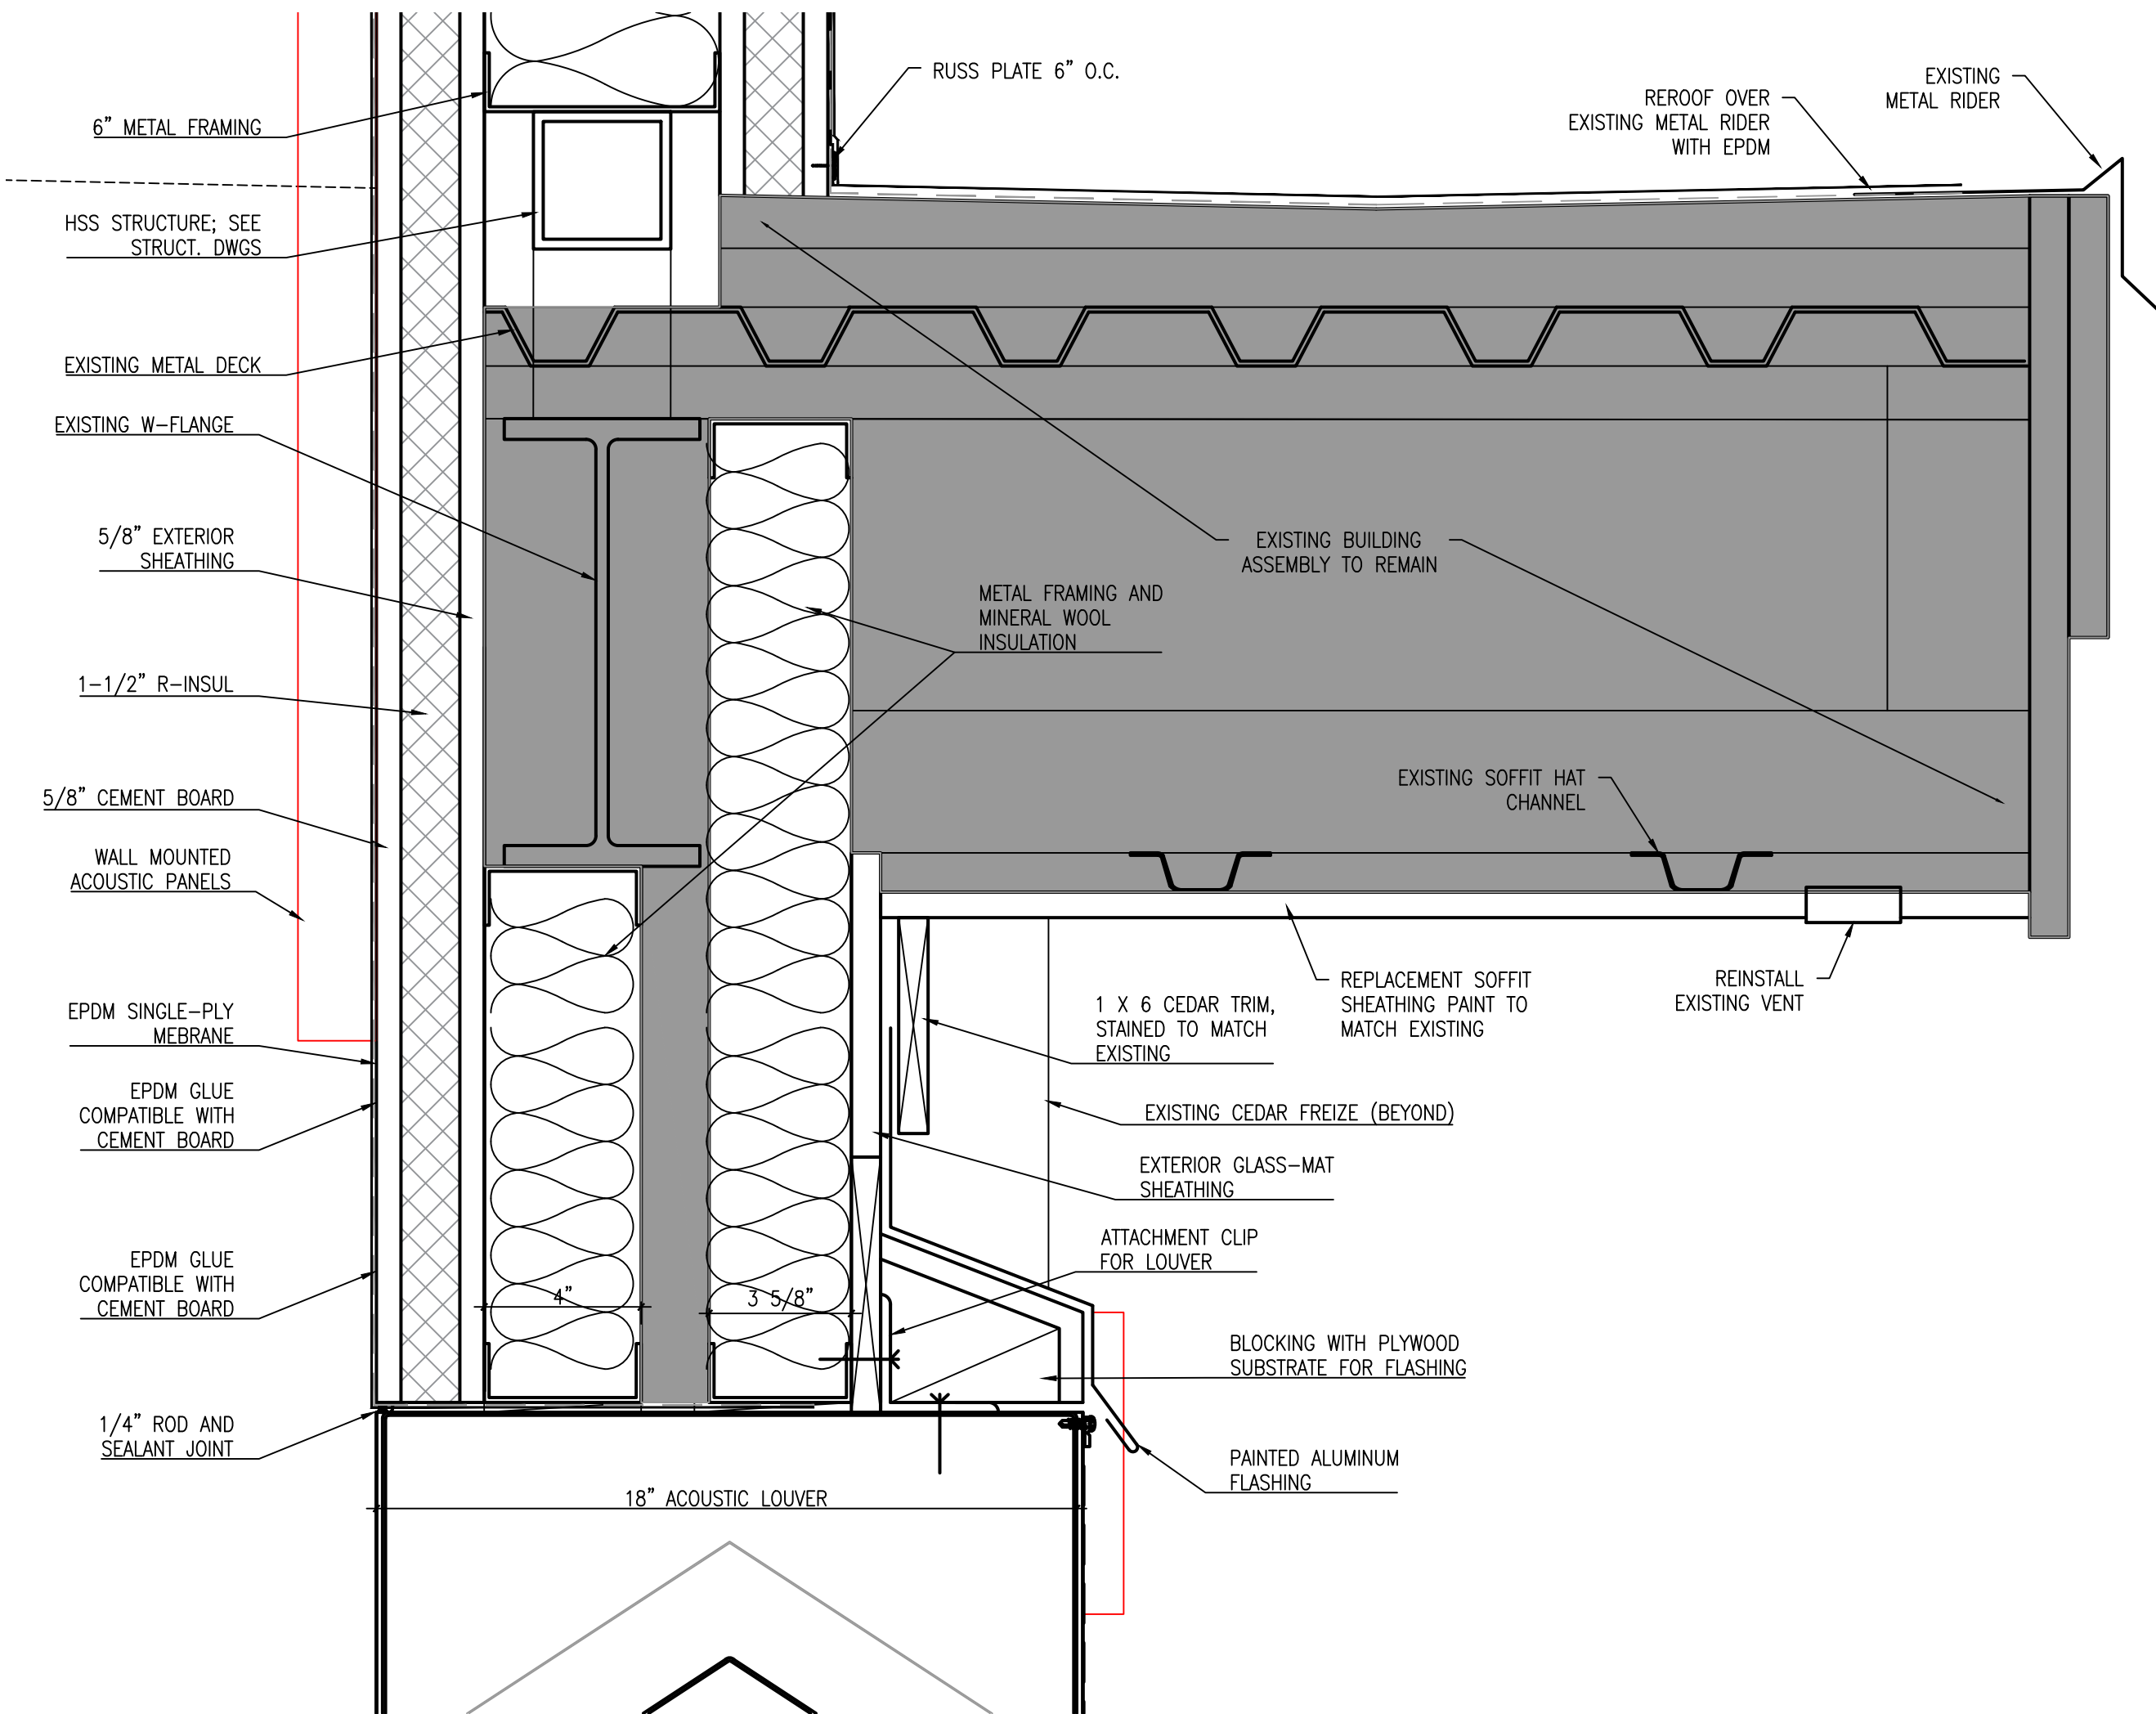 RUSS PLATE 6” O.C.
EXISTING
METAL RIDER
REROOF OVER
EXISTING METAL RIDER
WITH EPDM
6” METAL FRAMING
HSS STRUCTURE; SEE
STRUCT. DWGS
EXISTING METAL DECK
EXISTING W-FLANGE
5/8” EXTERIOR
SHEATHING
1-1/2” R-INSUL
5/8” CEMENT BOARD
WALL MOUNTED
ACOUSTIC PANELS
EPDM SINGLE-PLY
MEBRANE
EPDM GLUE
COMPATIBLE WITH
CEMENT BOARD
EPDM GLUE
COMPATIBLE WITH
CEMENT BOARD
1/4” ROD AND
SEALANT JOINT
EXISTING BUILDING
ASSEMBLY TO REMAIN
METAL FRAMING AND
MINERAL WOOL
INSULATION
EXISTING SOFFIT HAT
CHANNEL
REPLACEMENT SOFFIT
SHEATHING PAINT TO
MATCH EXISTING
REINSTALL
EXISTING VENT
1 X 6 CEDAR TRIM,
STAINED TO MATCH
EXISTING
EXISTING CEDAR FREIZE (BEYOND)
EXTERIOR GLASS-MAT
SHEATHING
ATTACHMENT CLIP
FOR LOUVER
4”
3 5/8”
BLOCKING WITH PLYWOOD
SUBSTRATE FOR FLASHING
PAINTED ALUMINUM
FLASHING
18” ACOUSTIC LOUVER